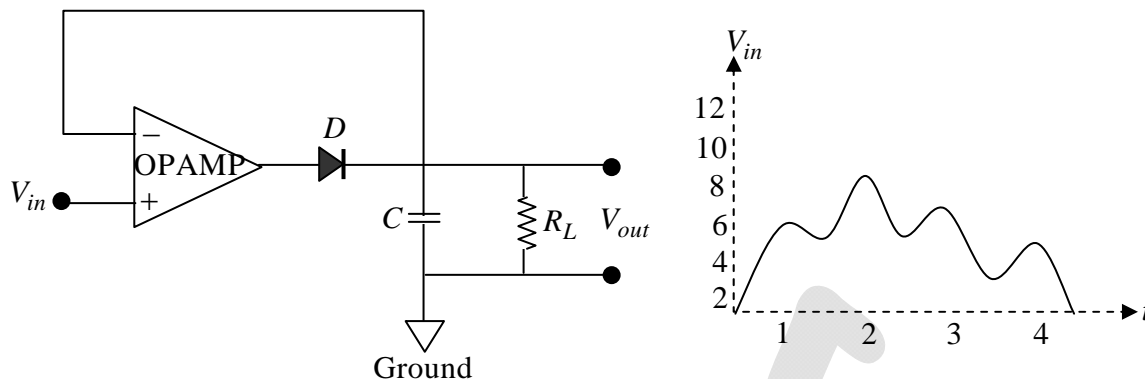 D
OPAMP
−
+
V_in
C
R_L
V_out
Ground
V_in
12
10
8
6
4
2
1 2 3 4
t